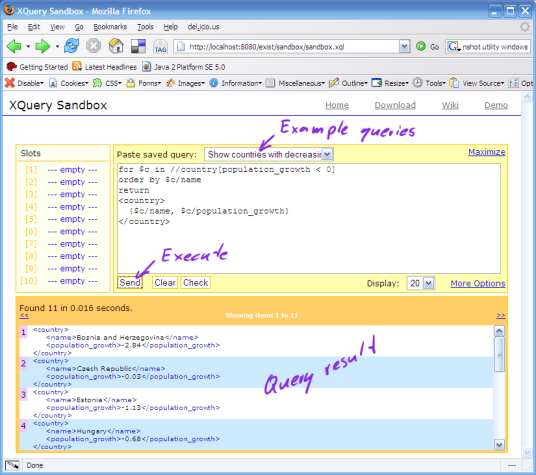 XQuery Sandbox - Mozilla Firefox
File Edit View Go Bookmarks Tools Help del.icio.us
TAG http://localhost:8080/exist/sandbox/sandbox.xql Go nshot utility windows
Getting Started Latest Headlines Java 2 Platform SE 5.0
Disable Cookies CSS Forms Images Information Miscellaneous Outline Resize Tools View Source Opt
XQuery Sandbox
Home Download Wiki Demo
Example queries
Slots
Paste saved query: Show countries with decreasin Maximize
[1] --- empty ---
[2] --- empty ---
[3] --- empty ---
[4] --- empty ---
[5] --- empty ---
[6] --- empty ---
[7] --- empty ---
[8] --- empty ---
[9] --- empty ---
[10] --- empty ---
for $c in //country[population_growth < 0]
order by $c/name
return
<country>
{$c/name, $c/population_growth}
</country>
Execute
Send Clear Check Display: 20 More Options
Found 11 in 0.016 seconds.
<< Showing items 1 to 11 >>
1 <country>
<name>Bosnia and Herzegovina</name>
<population_growth>-2.84</population_growth>
</country>
2 <country>
<name>Czech Republic</name>
<population_growth>-0.03</population_growth>
</country>
3 <country>
<name>Estonia</name>
<population_growth>-1.13</population_growth>
</country>
4 <country>
<name>Hungary</name>
<population_growth>-0.68</population_growth>
</country>
Query result
Done